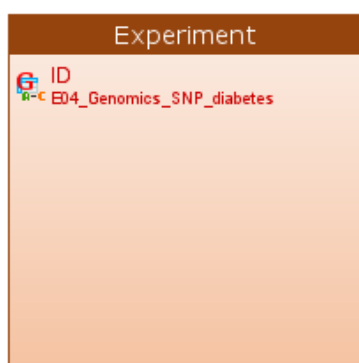 Experiment
ID
E04_Genomics_SNP_diabetes
G
A-C